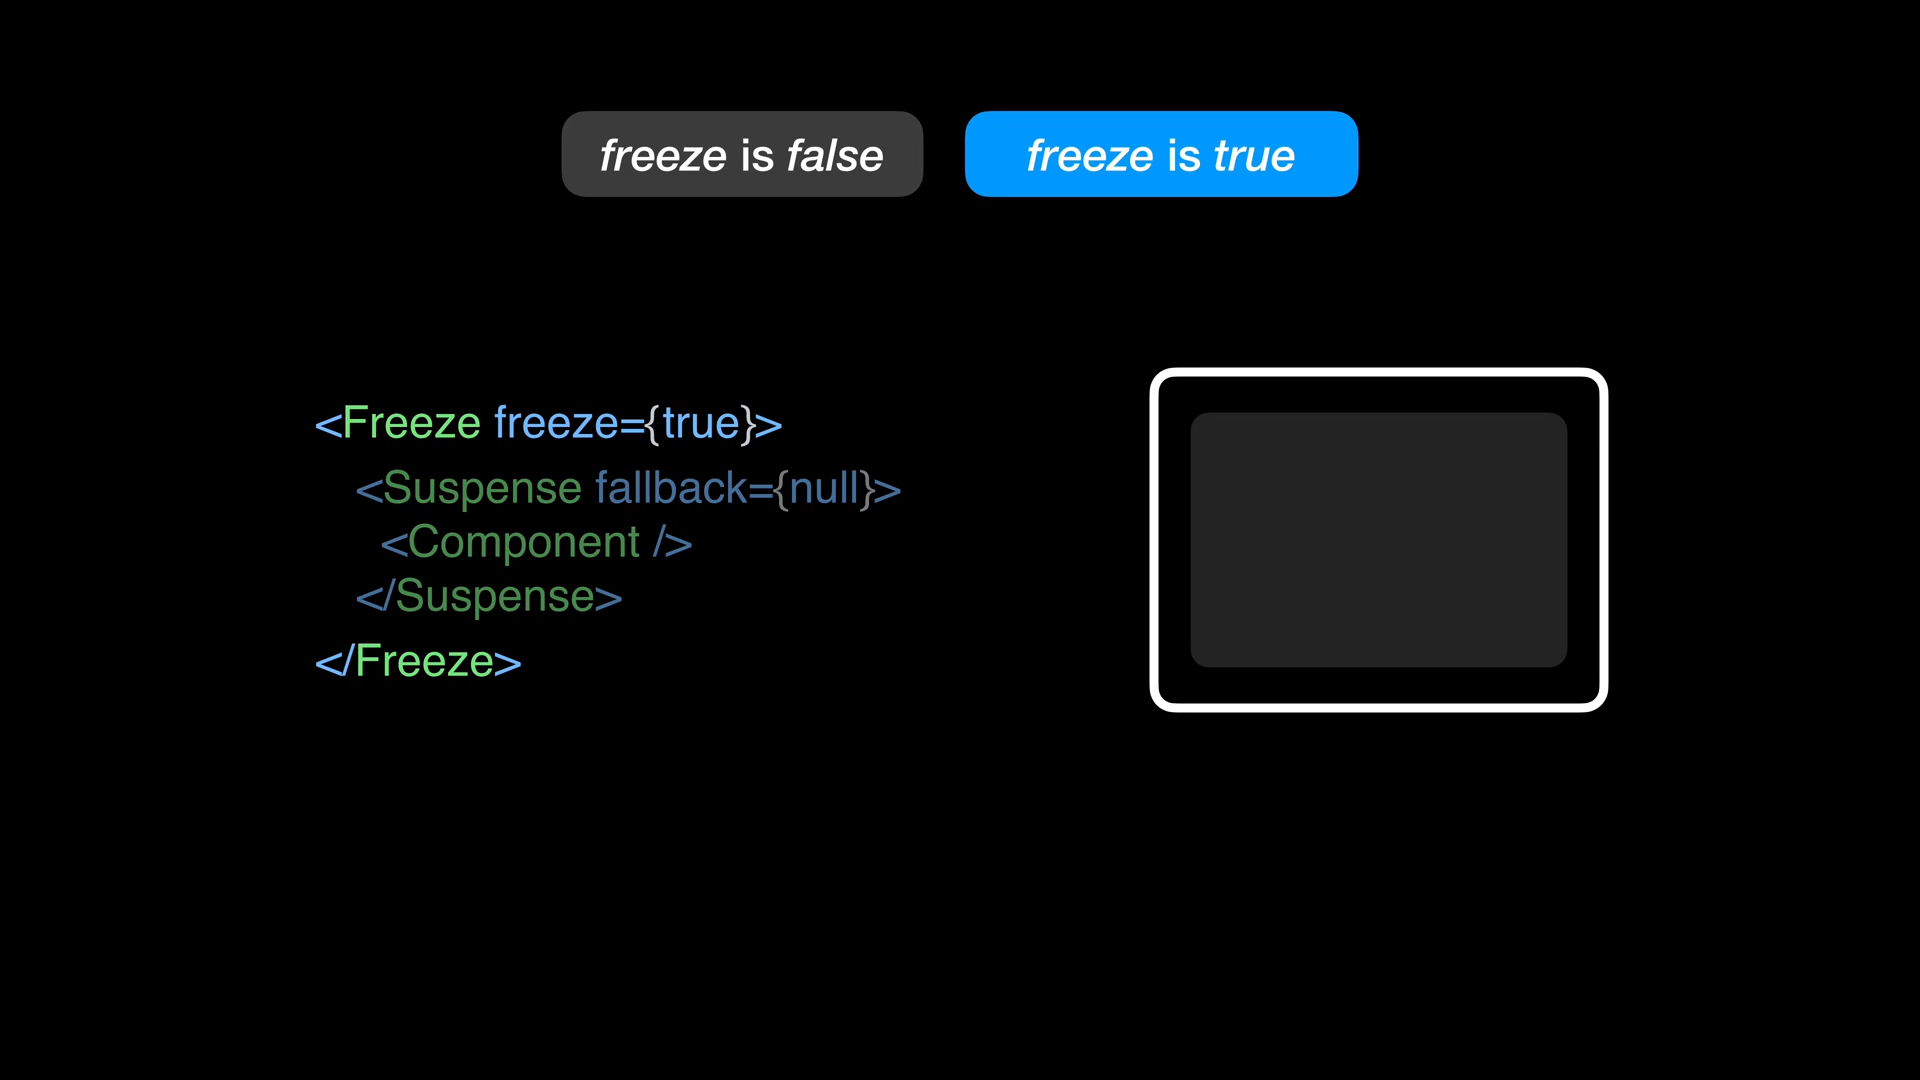 freeze is false
freeze is true
<Freeze freeze={true}>
<Suspense fallback={null}>
<Component />
</Suspense>
</Freeze>